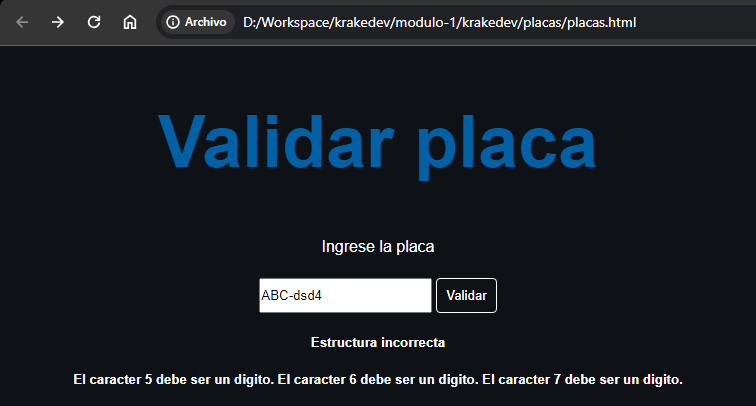 Archivo D:/Workspace/krakedev/modulo-1/krakedev/placas/placas.html
Validar placa
Ingrese la placa
ABC-dsd4 Validar
Estructura incorrecta
El caracter 5 debe ser un digito. El caracter 6 debe ser un digito. El caracter 7 debe ser un digito.